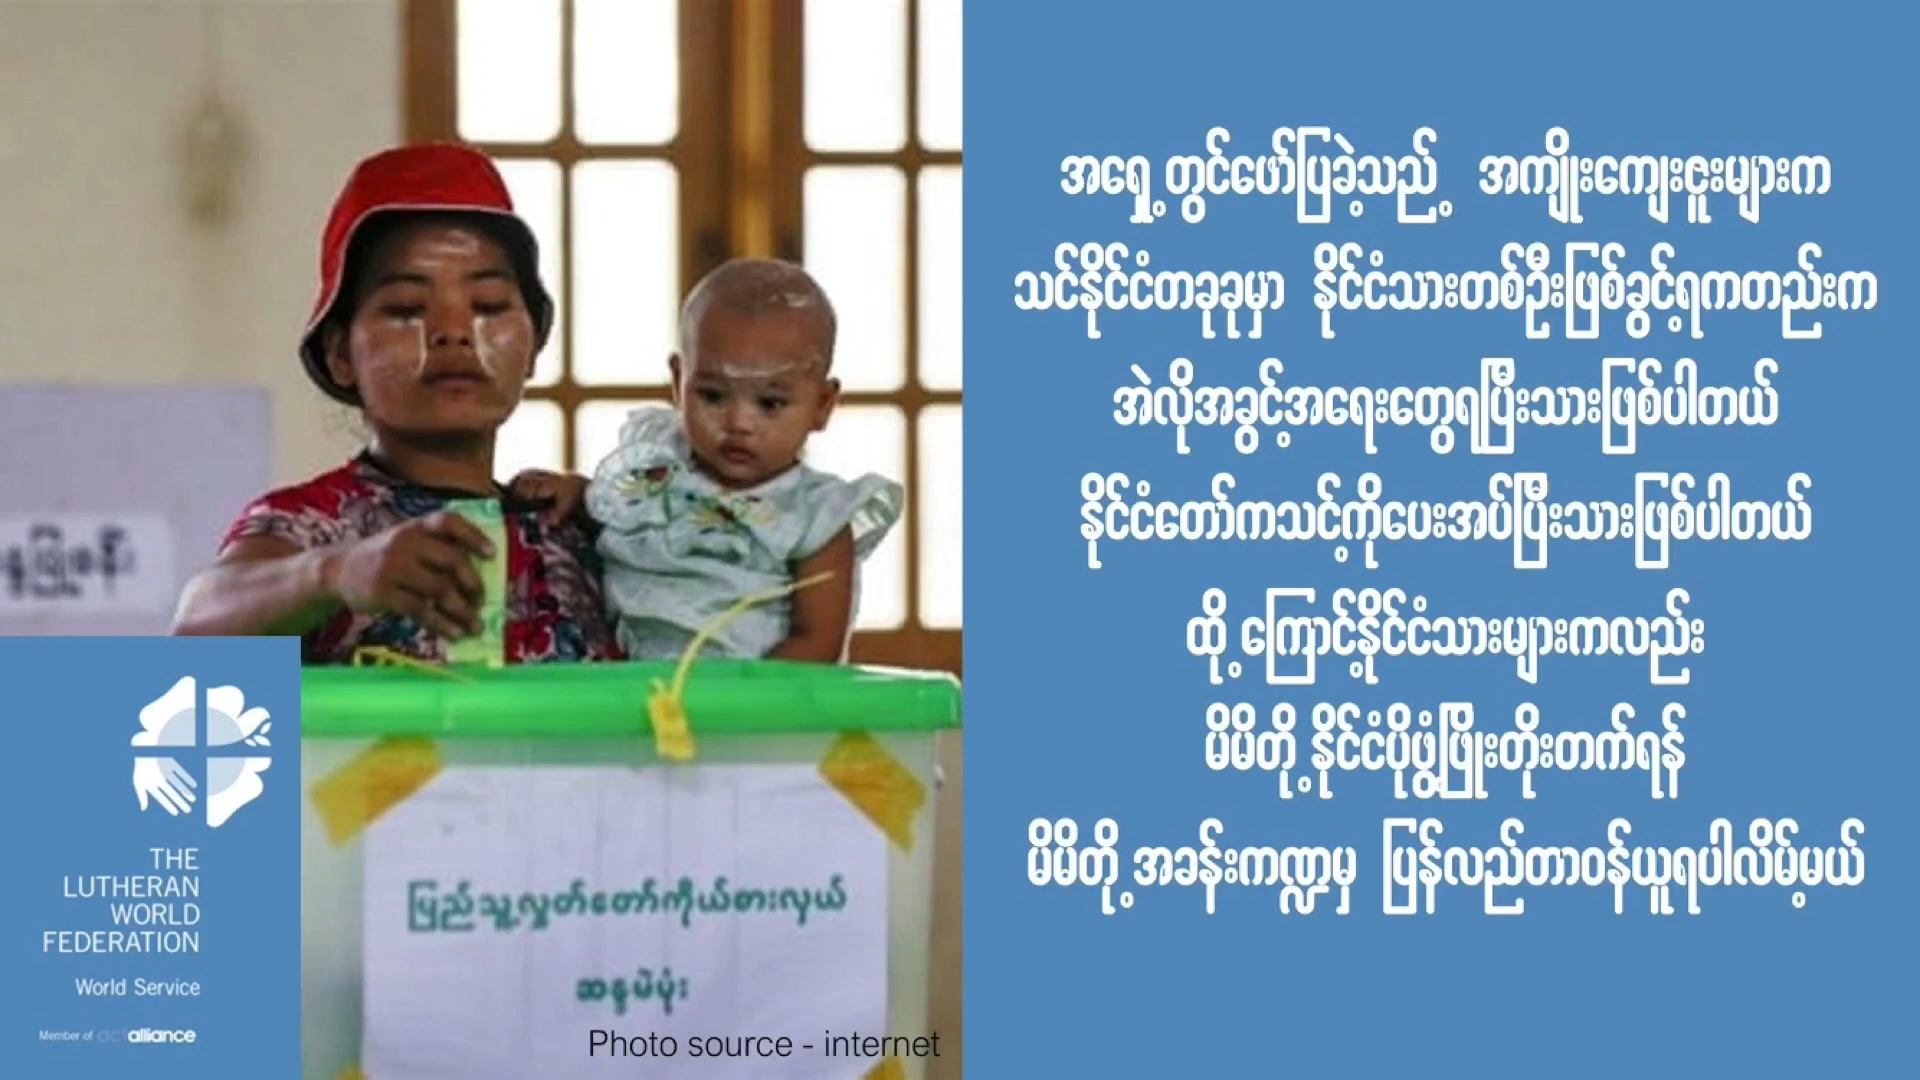 အရှေ့တွင်ဖော်ပြခဲ့သည့် အကျိုးကျေးဇူးများက
သင်နိုင်ငံတခုခုမှာ နိုင်ငံသားတစ်ဦးဖြစ်ခွင့်ရကတည်းက
အဲလိုအခွင့်အရေးတွေရပြီးသားဖြစ်ပါတယ်
နိုင်ငံတော်ကသင့်ကိုပေးအပ်ပြီးသားဖြစ်ပါတယ်
ထို့ကြောင့်နိုင်ငံသားများကလည်း
မိမိတို့နိုင်ငံပိုဖွံ့ဖြိုးတိုးတက်ရန်
မိမိတို့အခန်းကဏ္ဍမှ ပြန်လည်တာဝန်ယူရပါလိမ့်မယ်
THE
LUTHERAN
WORLD
FEDERATION
World Service
Member of actalliance
ပြည်သူ့လွှတ်တော်ကိုယ်စားလှယ်
ဆန္ဒမဲပုံး
Photo source - internet